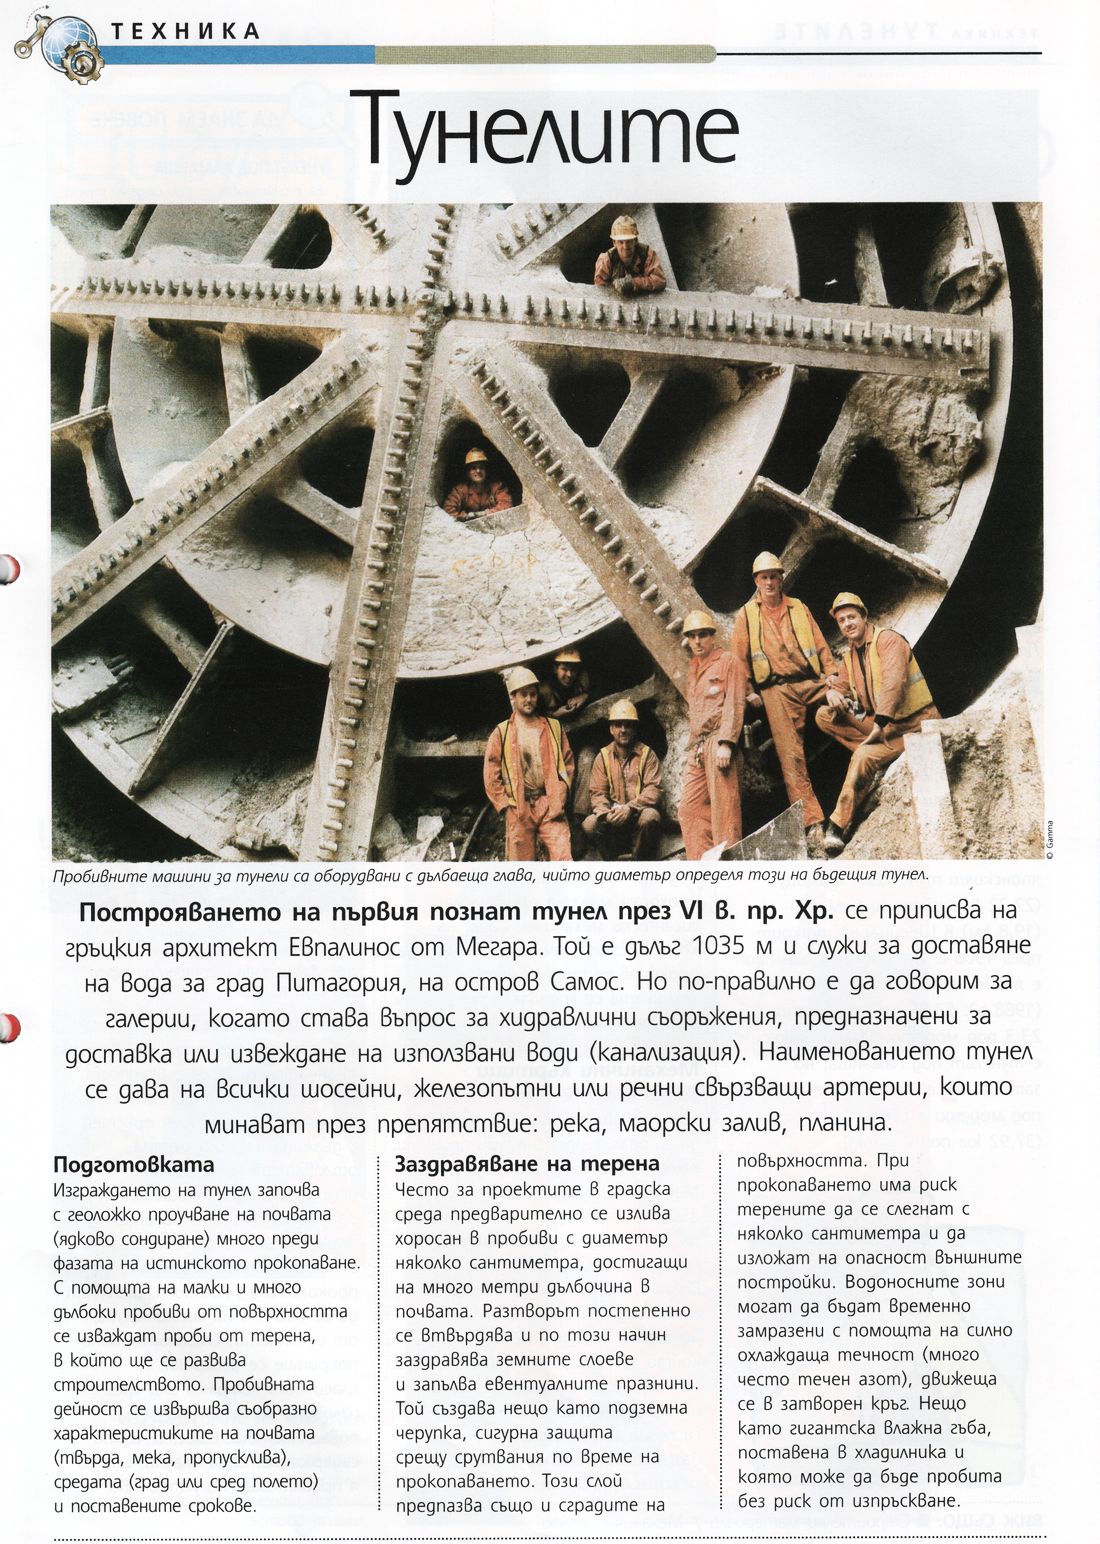 ТЕХНИКА
Тунелите
© Gamma
Пробивните машини за тунели са оборудвани с дълбаеща глава, чийто диаметър определя този на бъдещия тунел.
Построяването на първия познат тунел през VI в. пр. Хр. се приписва на
гръцкия архитект Евпалинос от Мегара. Той е дълъг 1035 м и служи за доставяне
на вода за град Питагория, на остров Самос. Но по-правилно е да говорим за
галерии, когато става въпрос за хидравлични съоръжения, предназначени за
доставка или извеждане на използвани води (канализация). Наименованието тунел
се дава на всички шосейни, железопътни или речни свързващи артерии, които
минават през препятствие: река, маорски залив, планина.
Подготовката
Изграждането на тунел започва
с геоложко проучване на почвата
(ядково сондиране) много преди
фазата на истинското прокопаване.
С помощта на малки и много
дълбоки пробиви от повърхността
се изваждат проби от терена,
в който ще се развива
строителството. Пробивната
дейност се извършва съобразно
характеристиките на почвата
(твърда, мека, пропусклива),
средата (град или сред полето)
и поставените срокове.
Заздравяване на терена
Често за проектите в градска
среда предварително се излива
хоросан в пробиви с диаметър
няколко сантиметра, достигащи
на много метри дълбочина в
почвата. Разтворът постепенно
се втвърдява и по този начин
заздравява земните слоеве
и запълва евентуалните празнини.
Той създава нещо като подземна
черупка, сигурна защита
срещу срутвания по време на
прокопаването. Този слой
предпазва също и сградите на
повърхността. При
прокопаването има риск
терените да се слегнат с
няколко сантиметра и да
изложат на опасност външните
постройки. Водоносните зони
могат да бъдат временно
замразени с помощта на силно
охлаждаща течност (много
често течен азот), движеща
се в затворен кръг. Нещо
като гигантска влажна гъба,
поставена в хладилника и
която може да бъде пробита
без риск от изпръскване.